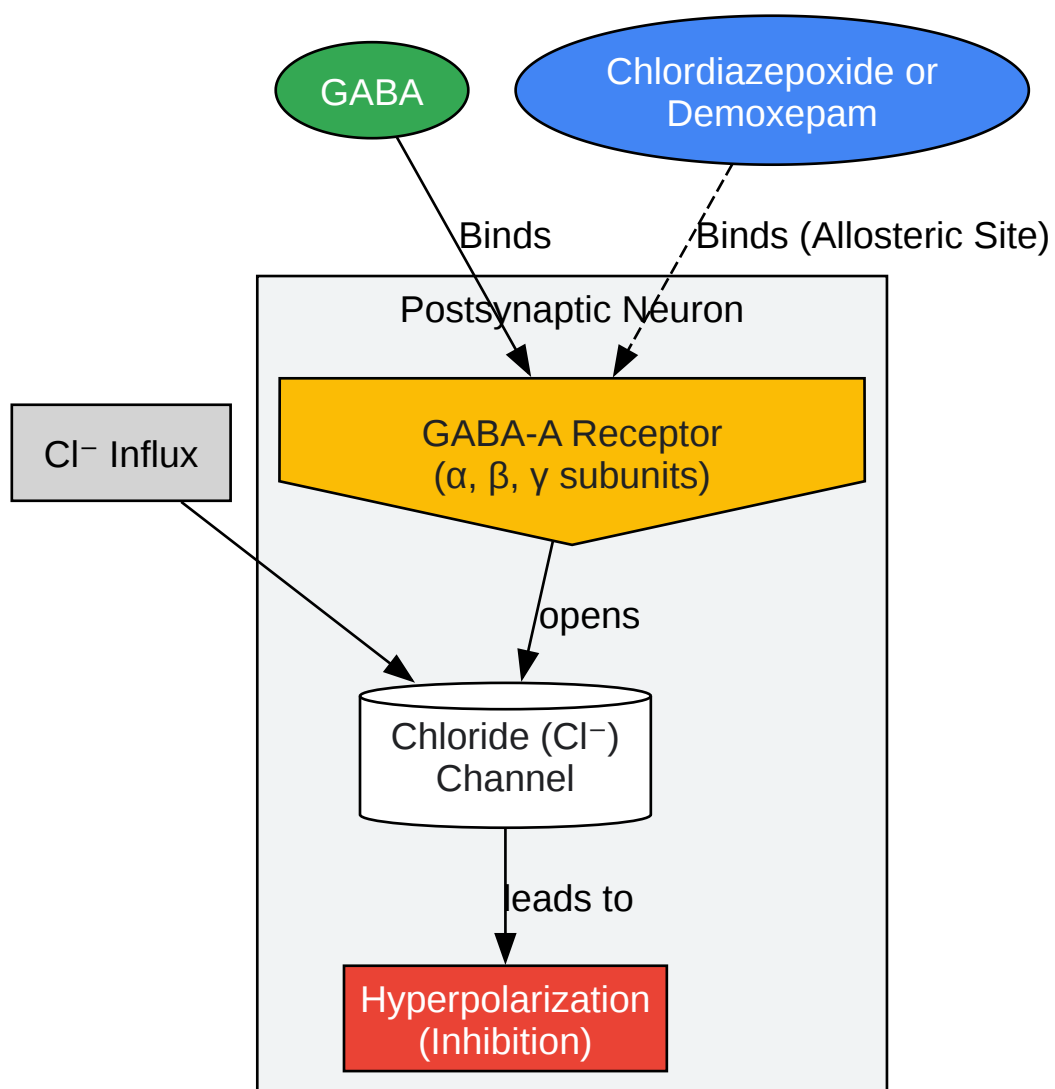 GABA
Chlordiazepoxide or
Demoxepam
Binds
Binds (Allosteric Site)
Postsynaptic Neuron
GABA-A Receptor
(α, β, γ subunits)
Cl⁻ Influx
opens
Chloride (Cl⁻)
Channel
leads to
Hyperpolarization
(Inhibition)